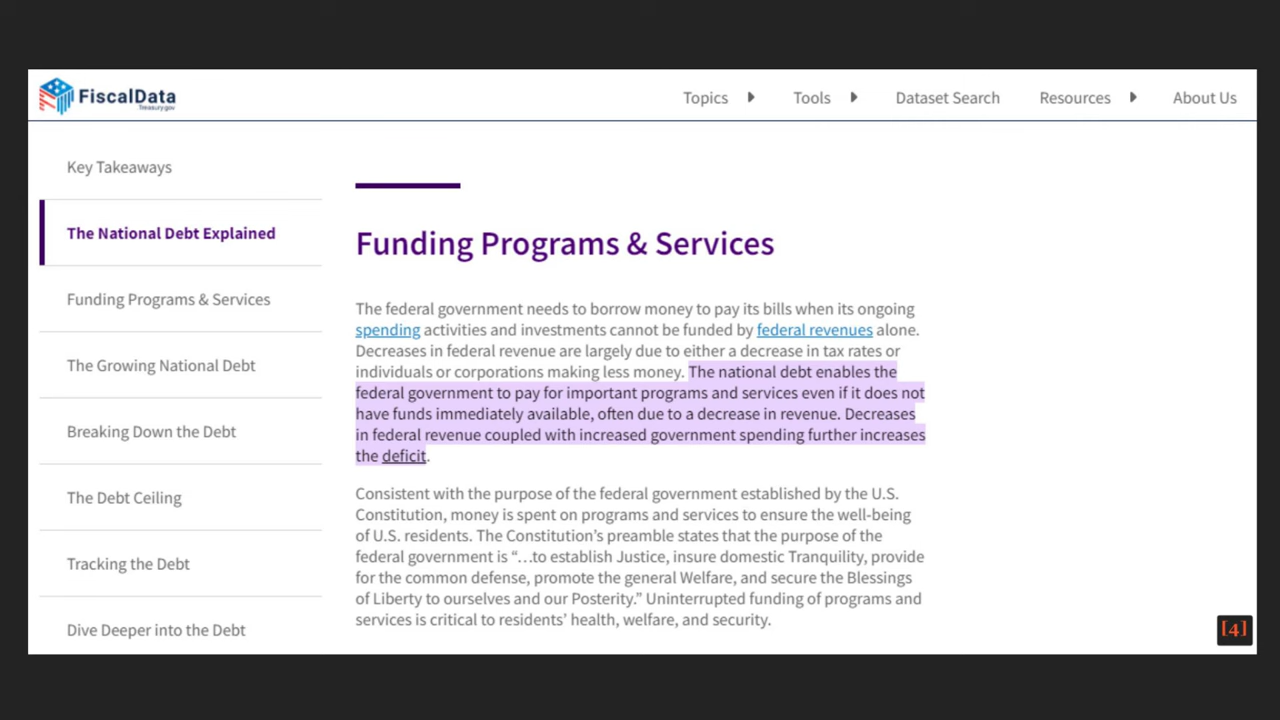 FiscalData
Treasury.gov
Topics
Tools
Dataset Search
Resources
About Us
Key Takeaways
The National Debt Explained
Funding Programs & Services
The Growing National Debt
Breaking Down the Debt
The Debt Ceiling
Tracking the Debt
Dive Deeper into the Debt
Funding Programs & Services
The federal government needs to borrow money to pay its bills when its ongoing
spending activities and investments cannot be funded by federal revenues alone.
Decreases in federal revenue are largely due to either a decrease in tax rates or
individuals or corporations making less money. The national debt enables the
federal government to pay for important programs and services even if it does not
have funds immediately available, often due to a decrease in revenue. Decreases
in federal revenue coupled with increased government spending further increases
the deficit.
Consistent with the purpose of the federal government established by the U.S.
Constitution, money is spent on programs and services to ensure the well-being
of U.S. residents. The Constitution’s preamble states that the purpose of the
federal government is “…to establish Justice, insure domestic Tranquility, provide
for the common defense, promote the general Welfare, and secure the Blessings
of Liberty to ourselves and our Posterity.” Uninterrupted funding of programs and
services is critical to residents’ health, welfare, and security.
[4]